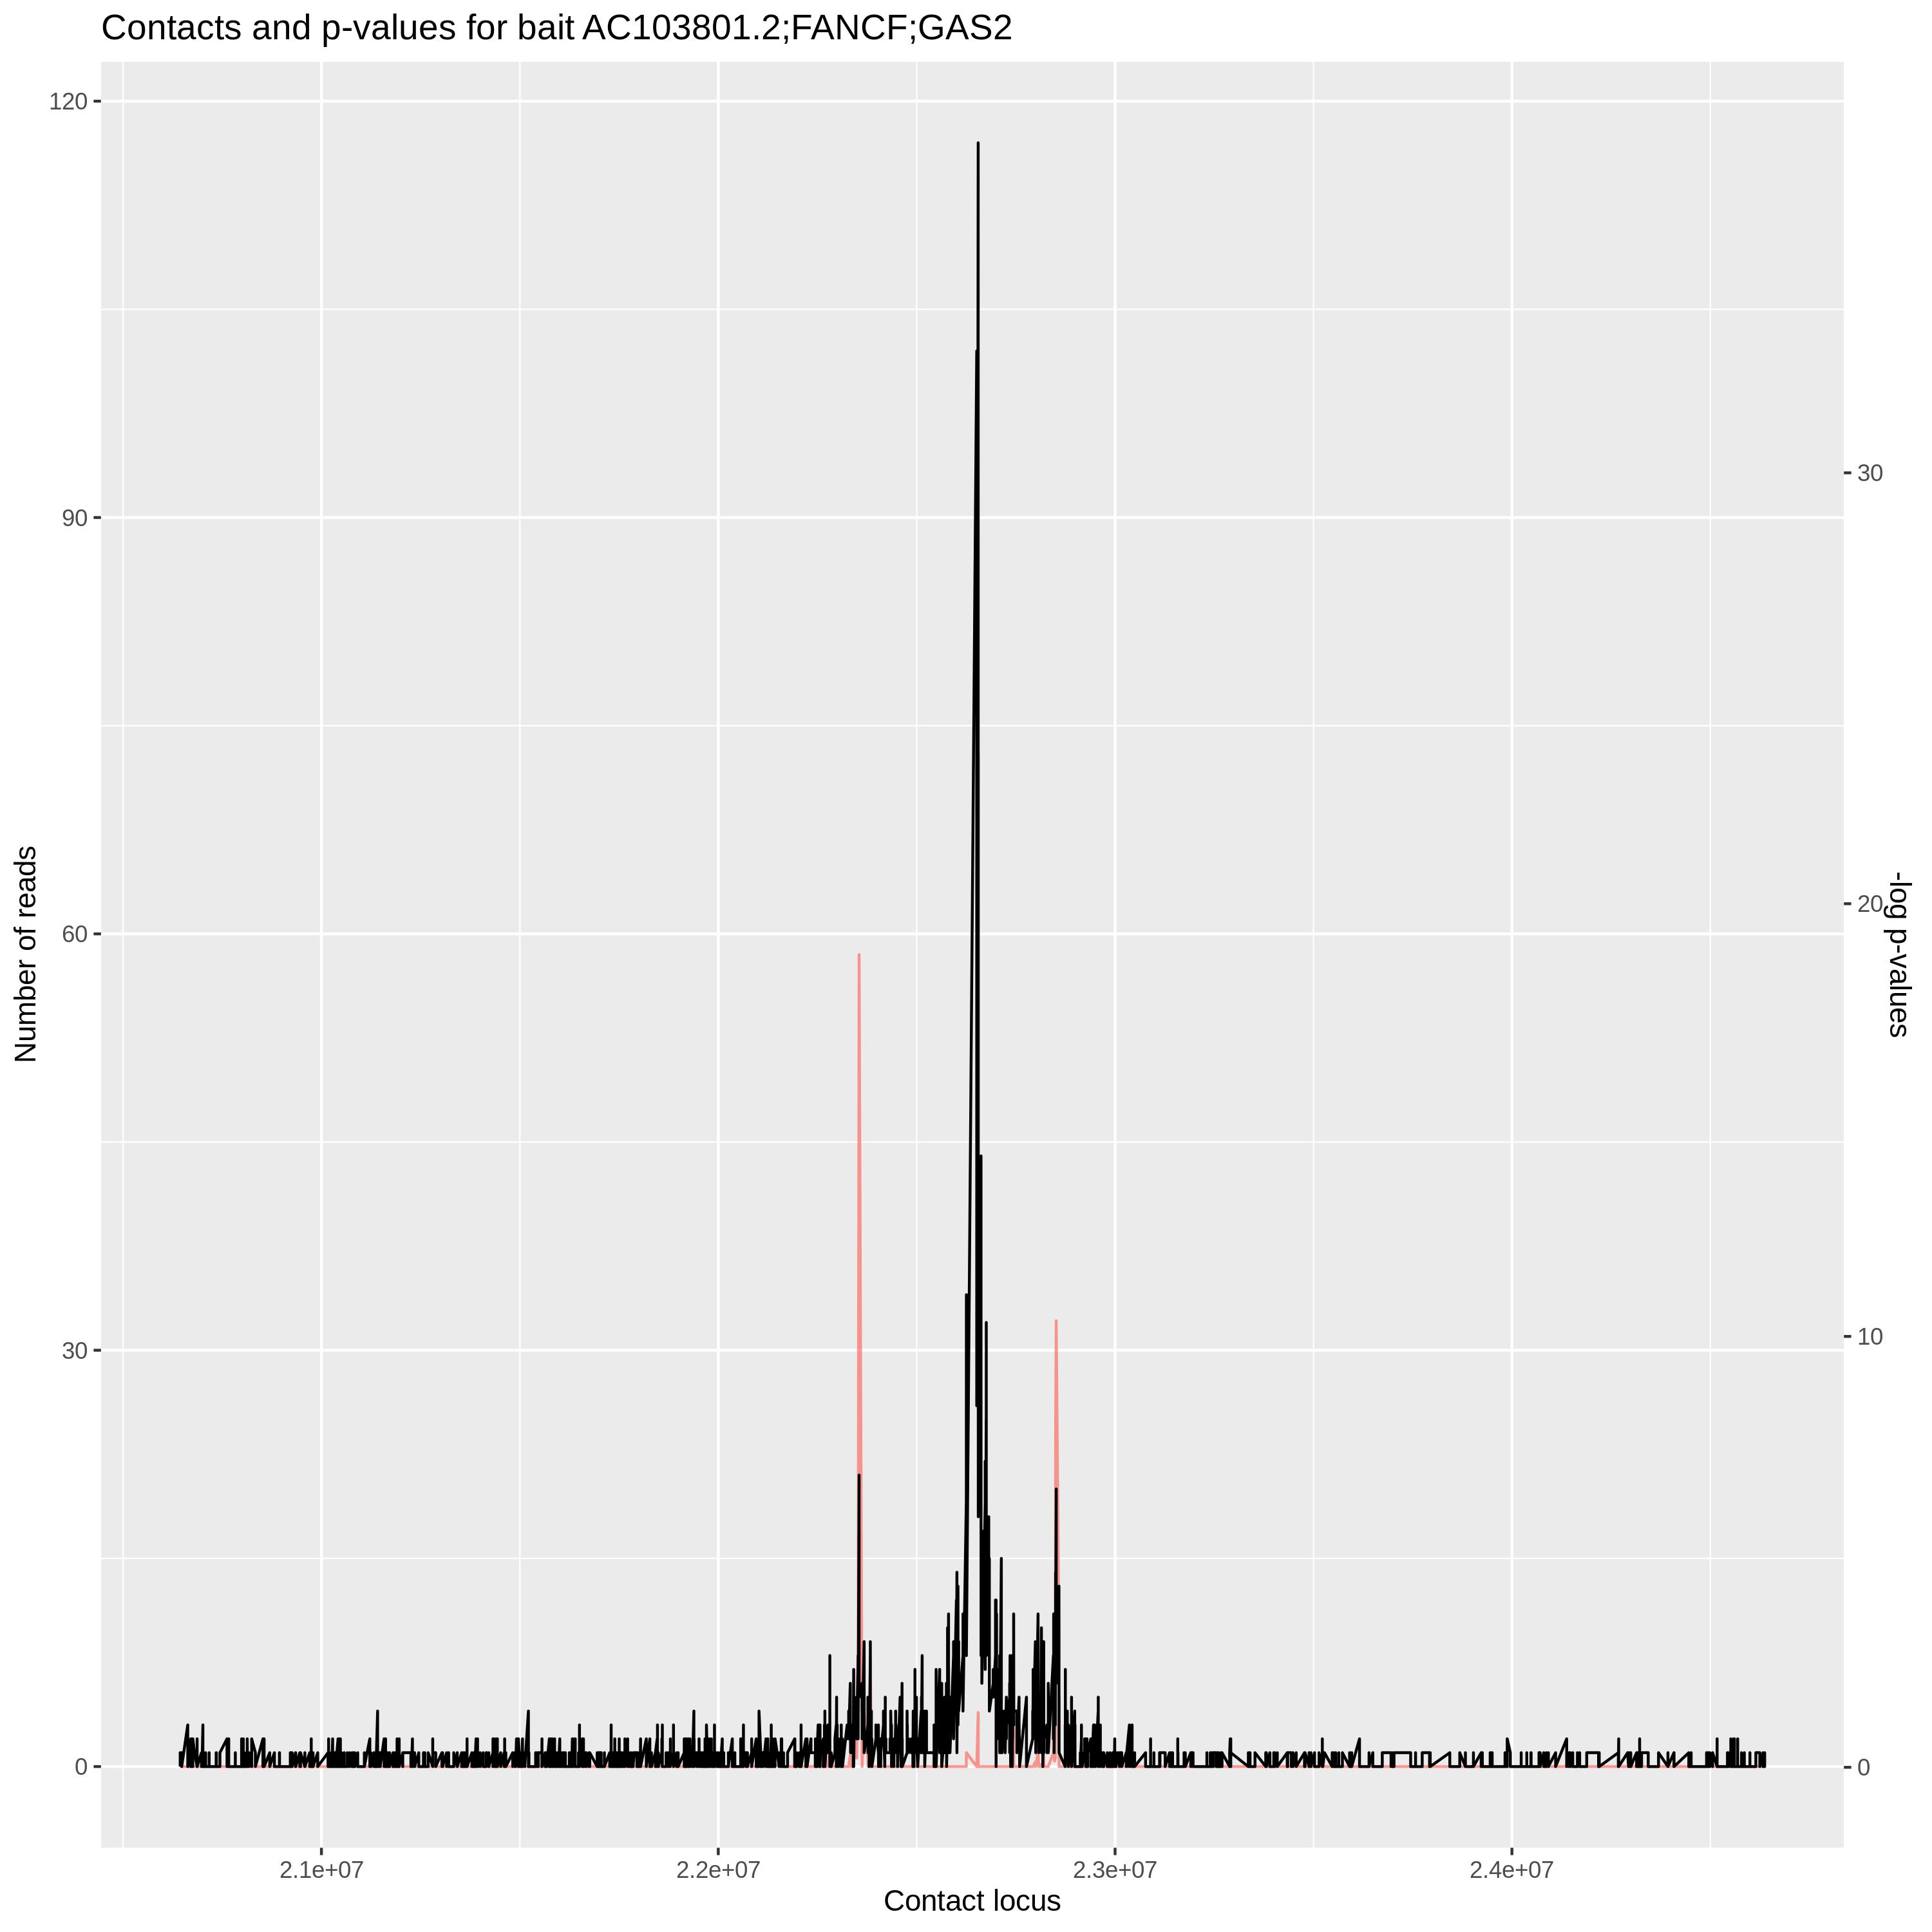 Contacts and p-values for bait AC103801.2;FANCF;GAS2
120
90
60
30
0
Number of reads
30
20
10
0
-log p-values
2.1e+07 2.2e+07 2.3e+07 2.4e+07
Contact locus